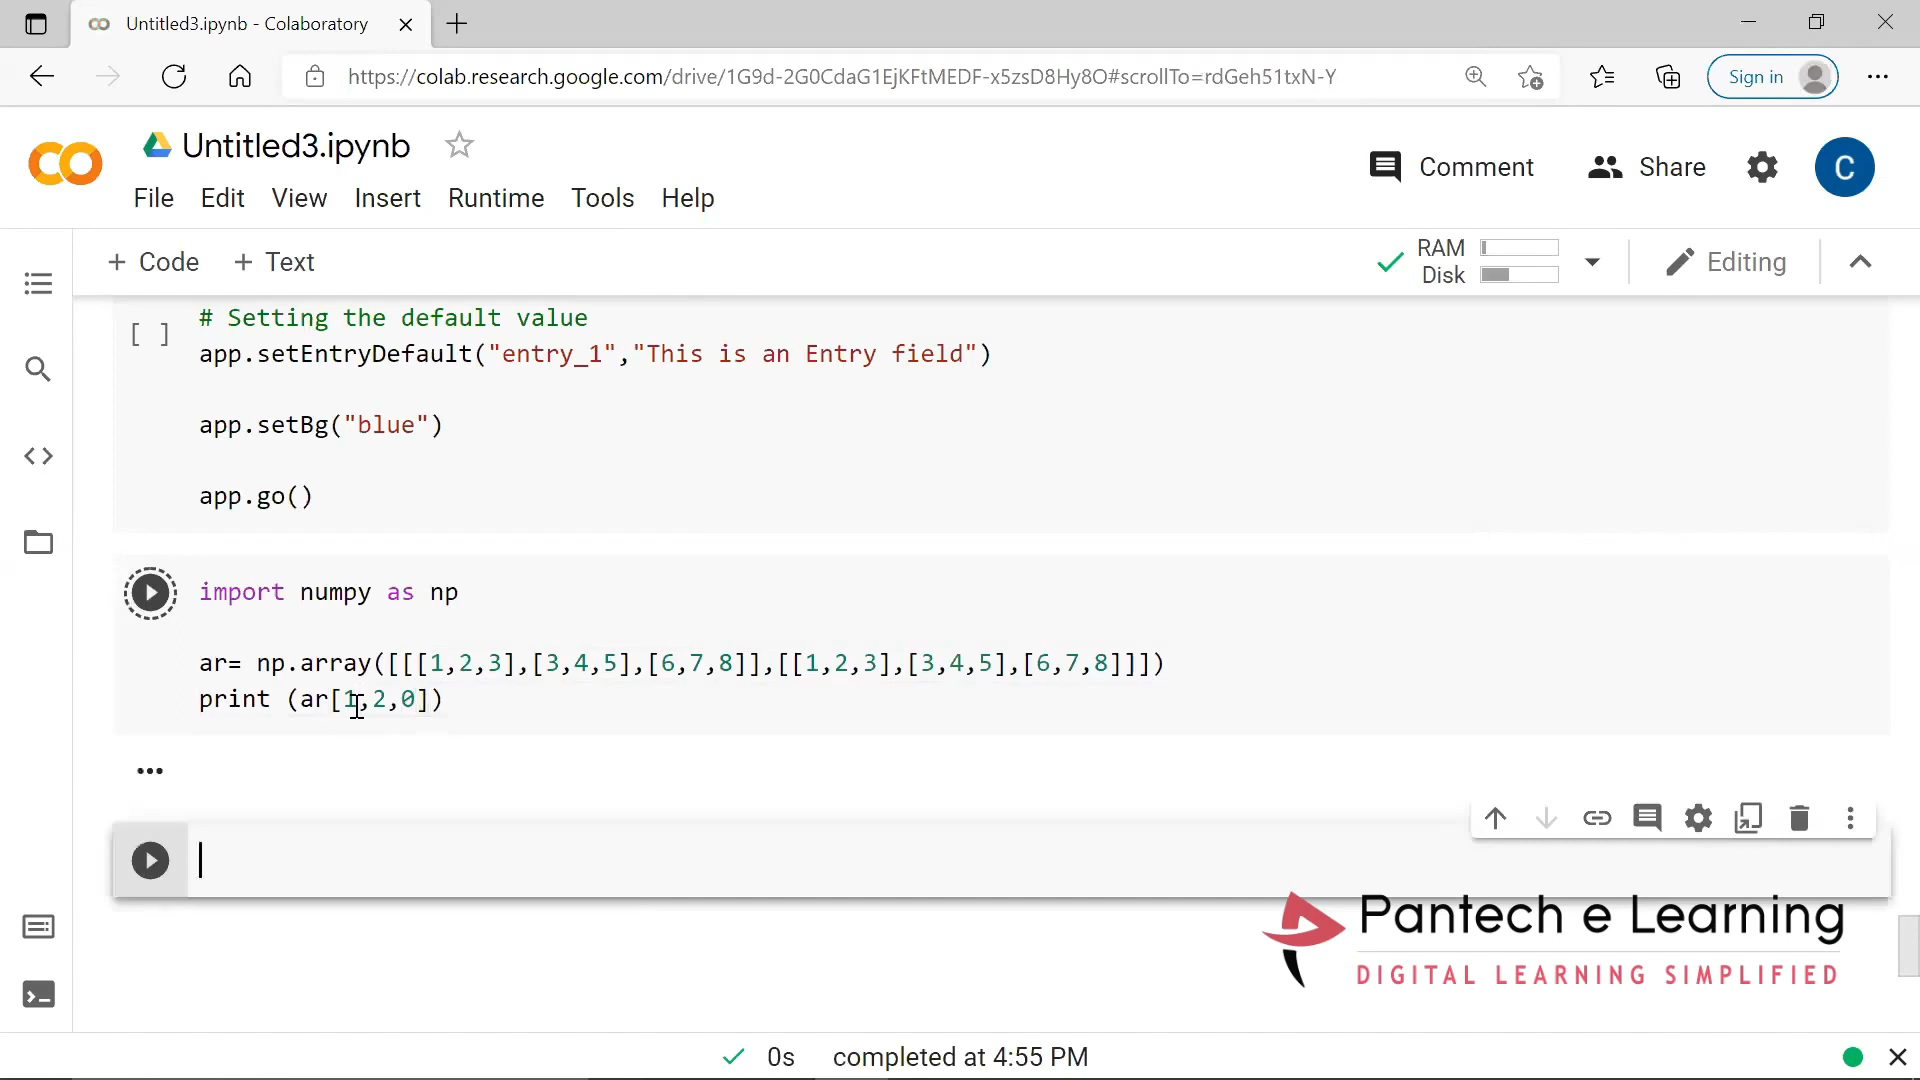 Untitled3.ipynb - Colaboratory
https://colab.research.google.com/drive/1G9d-2G0CdaG1EjKFtMEDF-x5zsD8Hy8O#scrollTo=rdGeh51txN-Y
Sign in
Untitled3.ipynb
Comment
Share
C
File Edit View Insert Runtime Tools Help
+ Code + Text
RAM
Disk
Editing
[ ]
# Setting the default value
app.setEntryDefault("entry_1","This is an Entry field")
app.setBg("blue")
app.go()
import numpy as np
ar= np.array([[[1,2,3],[3,4,5],[6,7,8]],[[1,2,3],[3,4,5],[6,7,8]]])
print (ar[1,2,0])
Pantech e Learning
DIGITAL LEARNING SIMPLIFIED
0s completed at 4:55 PM